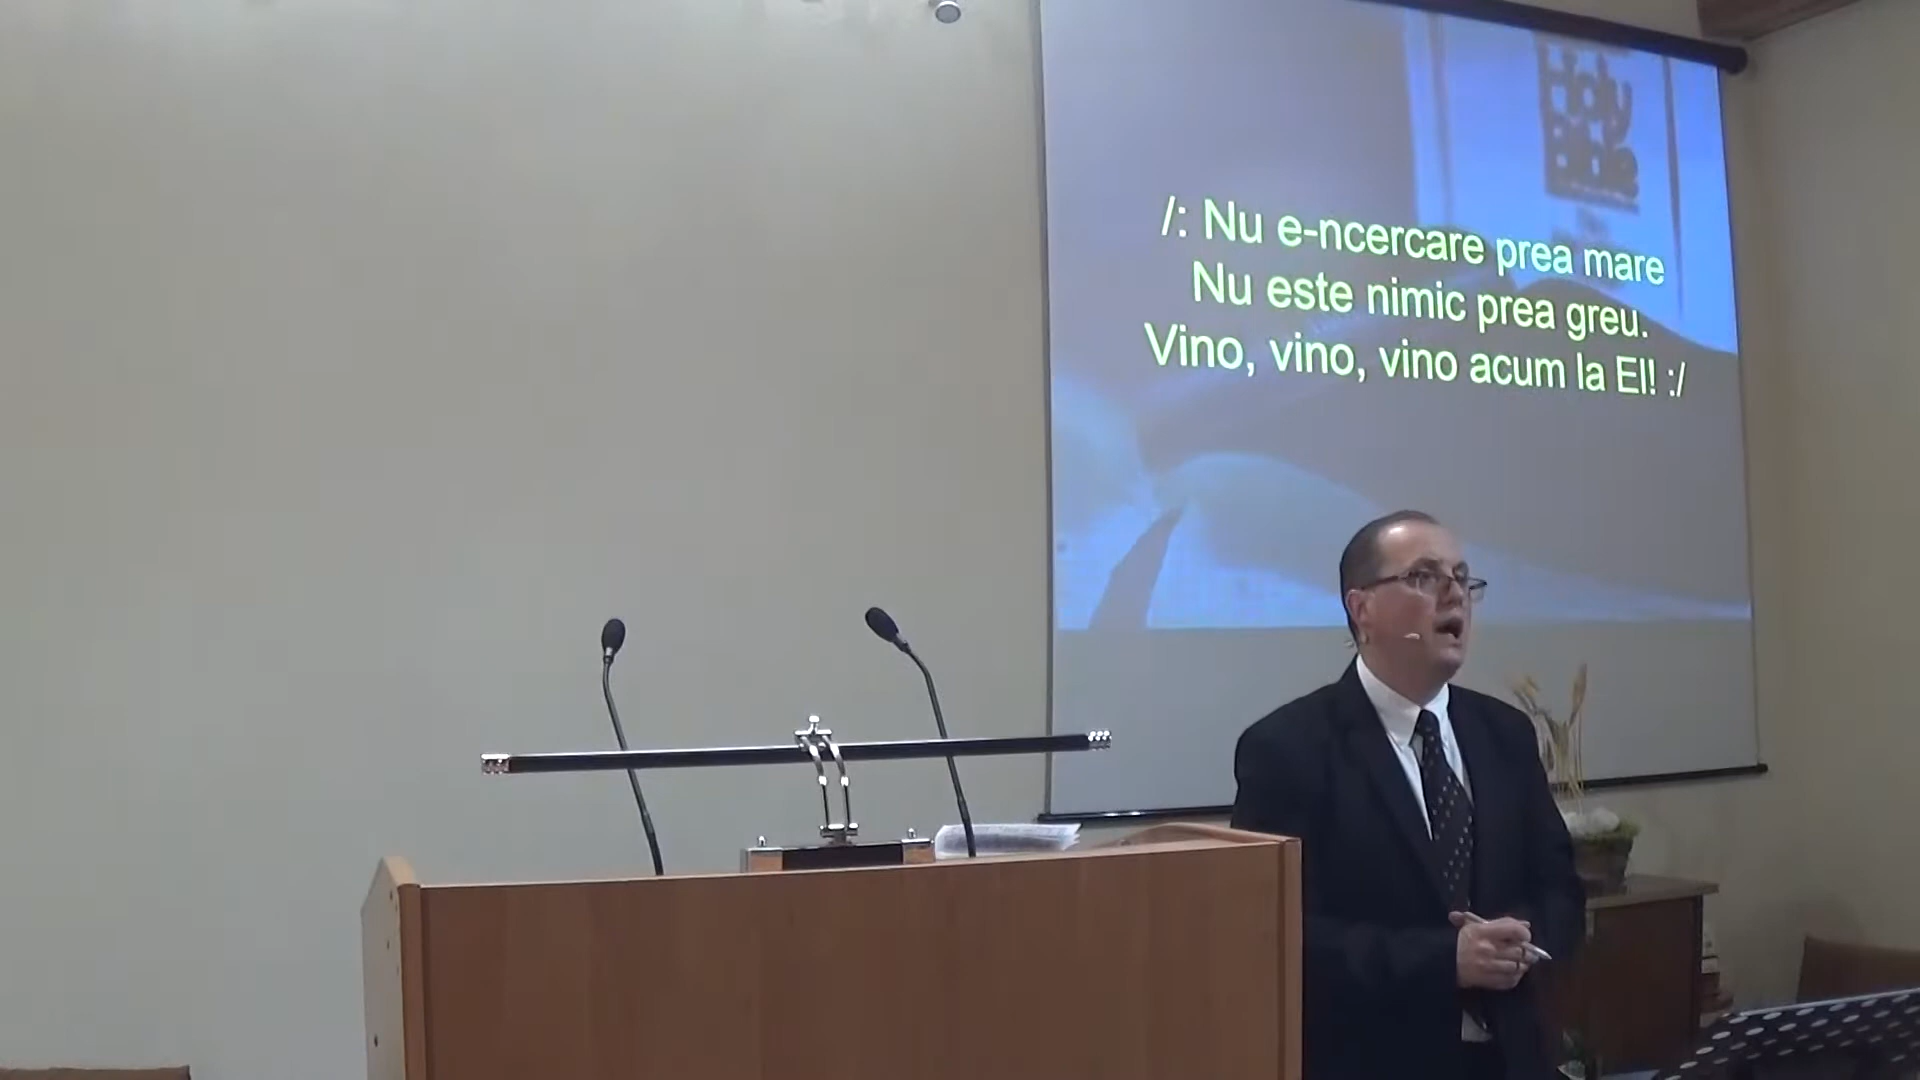 Holy
Bible
/: Nu e-ncercare prea mare
Nu este nimic prea greu.
Vino, vino, vino acum la El! :/